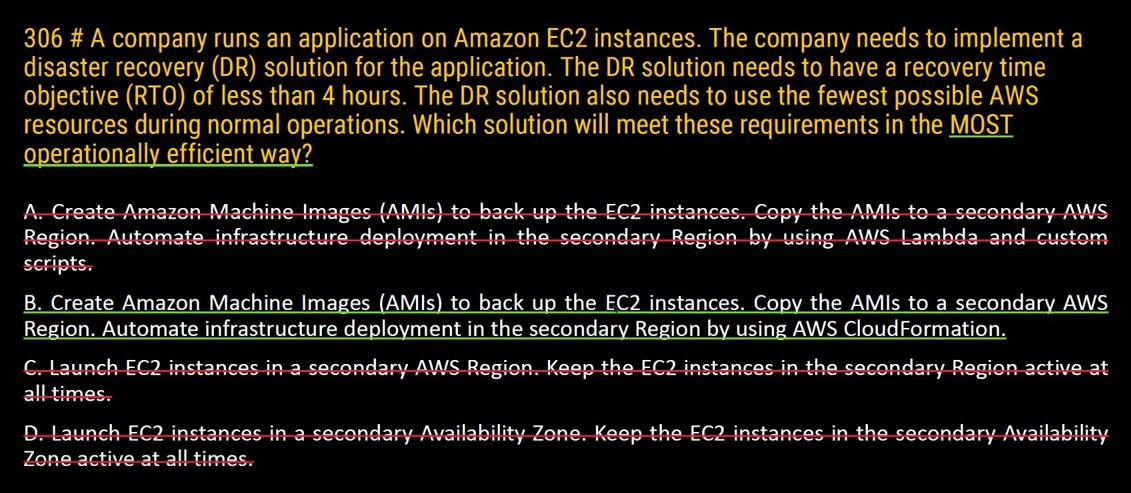 306 # A company runs an application on Amazon EC2 instances. The company needs to implement a
disaster recovery (DR) solution for the application. The DR solution needs to have a recovery time
objective (RTO) of less than 4 hours. The DR solution also needs to use the fewest possible AWS
resources during normal operations. Which solution will meet these requirements in the MOST
operationally efficient way?
A. Create Amazon Machine Images (AMIs) to back up the EC2 instances. Copy the AMIs to a secondary AWS
Region. Automate infrastructure deployment in the secondary Region by using AWS Lambda and custom
scripts.
B. Create Amazon Machine Images (AMIs) to back up the EC2 instances. Copy the AMIs to a secondary AWS
Region. Automate infrastructure deployment in the secondary Region by using AWS CloudFormation.
C. Launch EC2 instances in a secondary AWS Region. Keep the EC2 instances in the secondary Region active at
all times.
D. Launch EC2 instances in a secondary Availability Zone. Keep the EC2 instances in the secondary Availability
Zone active at all times.